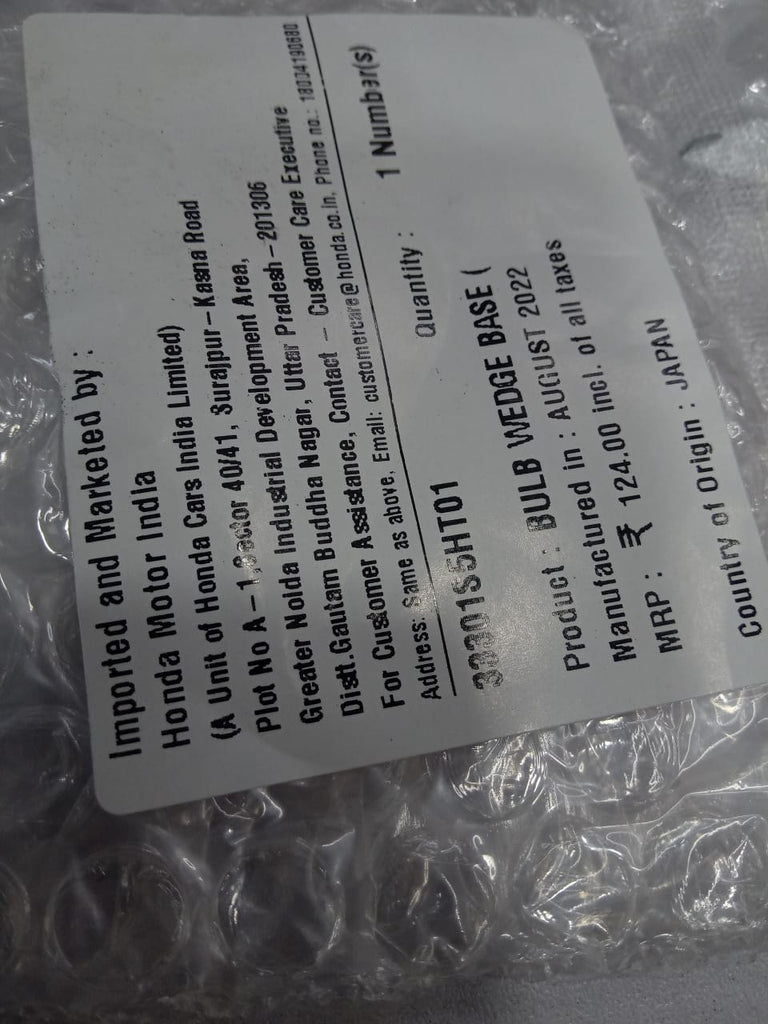 Imported and Marketed by :
Honda Motor India
(A Unit of Honda Cars India Limited)
Plot No A-1,Sector 40/41, Surajpur-Kasna Road
Greater Noida Industrial Development Area,
Distt.Gautam Buddha Nagar, Uttar Pradesh-201306
For Customer Assistance, Contact - Customer Care Executive
Address: Same as above, Email: customercare@honda.co.in, Phone no.: 18034190680
Quantity : 1 Number(s)
Product : BULB WEDGE BASE (
Manufactured in : AUGUST 2022
MRP : ₹ 124.00 incl. of all taxes
Country of Origin : JAPAN